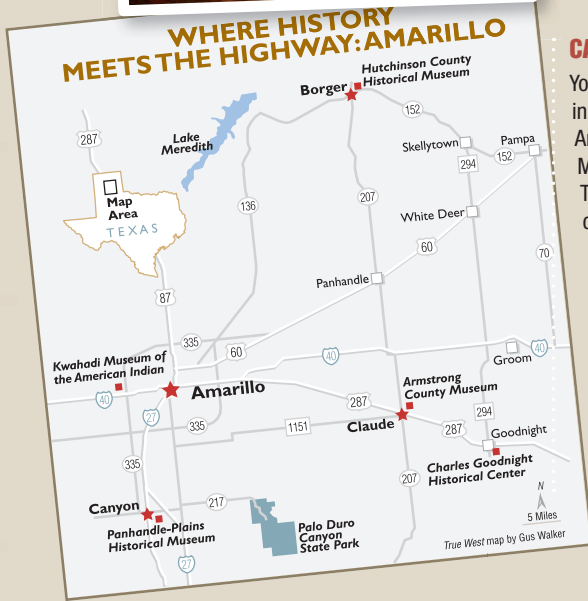 WHERE HISTORY
MEETS THE HIGHWAY: AMARILLO
CA
Yo
in
A
M
T
Hutchinson County
Historical Museum
Borger
152
287
Lake
Meredith
Skellytown
Pampa
152
294
Map
Area
TEXAS
136
207
White Deer
60
70
Panhandle
87
335
60
40
40
Groom
Kwahadi Museum of
the American Indian
Amarillo
40
27
Armstrong
County Museum
287
294
335
1151
Claude
287
Goodnight
335
Charles Goodnight
Historical Center
207
Canyon
217
N
5 Miles
Panhandle-Plains
Historical Museum
Palo Duro
Canyon
State Park
True West map by Gus Walker
27